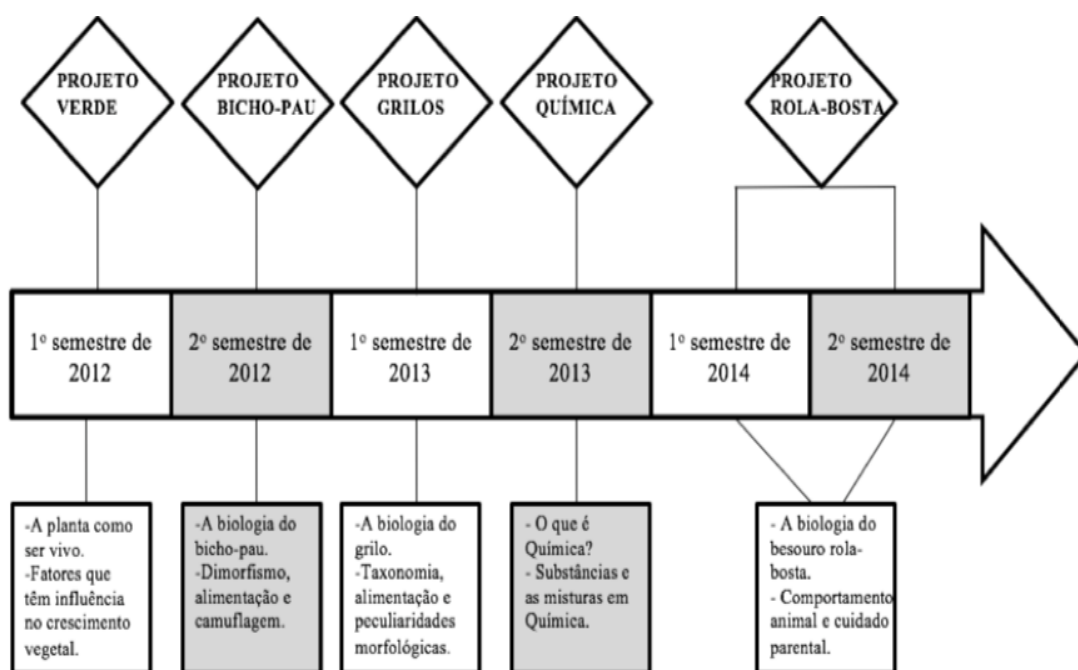 PROJETO
VERDE
PROJETO
BICHO-PAU
PROJETO
GRILOS
PROJETO
QUÍMICA
PROJETO
ROLA-BOSTA
1º semestre de
2012
2º semestre de
2012
1º semestre de
2013
2º semestre de
2013
1º semestre de
2014
2º semestre de
2014
-A planta como
ser vivo.
-Fatores que
têm influência
no crescimento
vegetal.
-A biologia do
bicho-pau.
-Dimorfismo,
alimentação e
camuflagem.
-A biologia do
grilo.
-Taxonomia,
alimentação e
peculiaridades
morfológicas.
- O que é
Química?
- Substâncias e
as misturas em
Química.
- A biologia do
besouro rola-
bosta.
- Comportamento
animal e cuidado
parental.